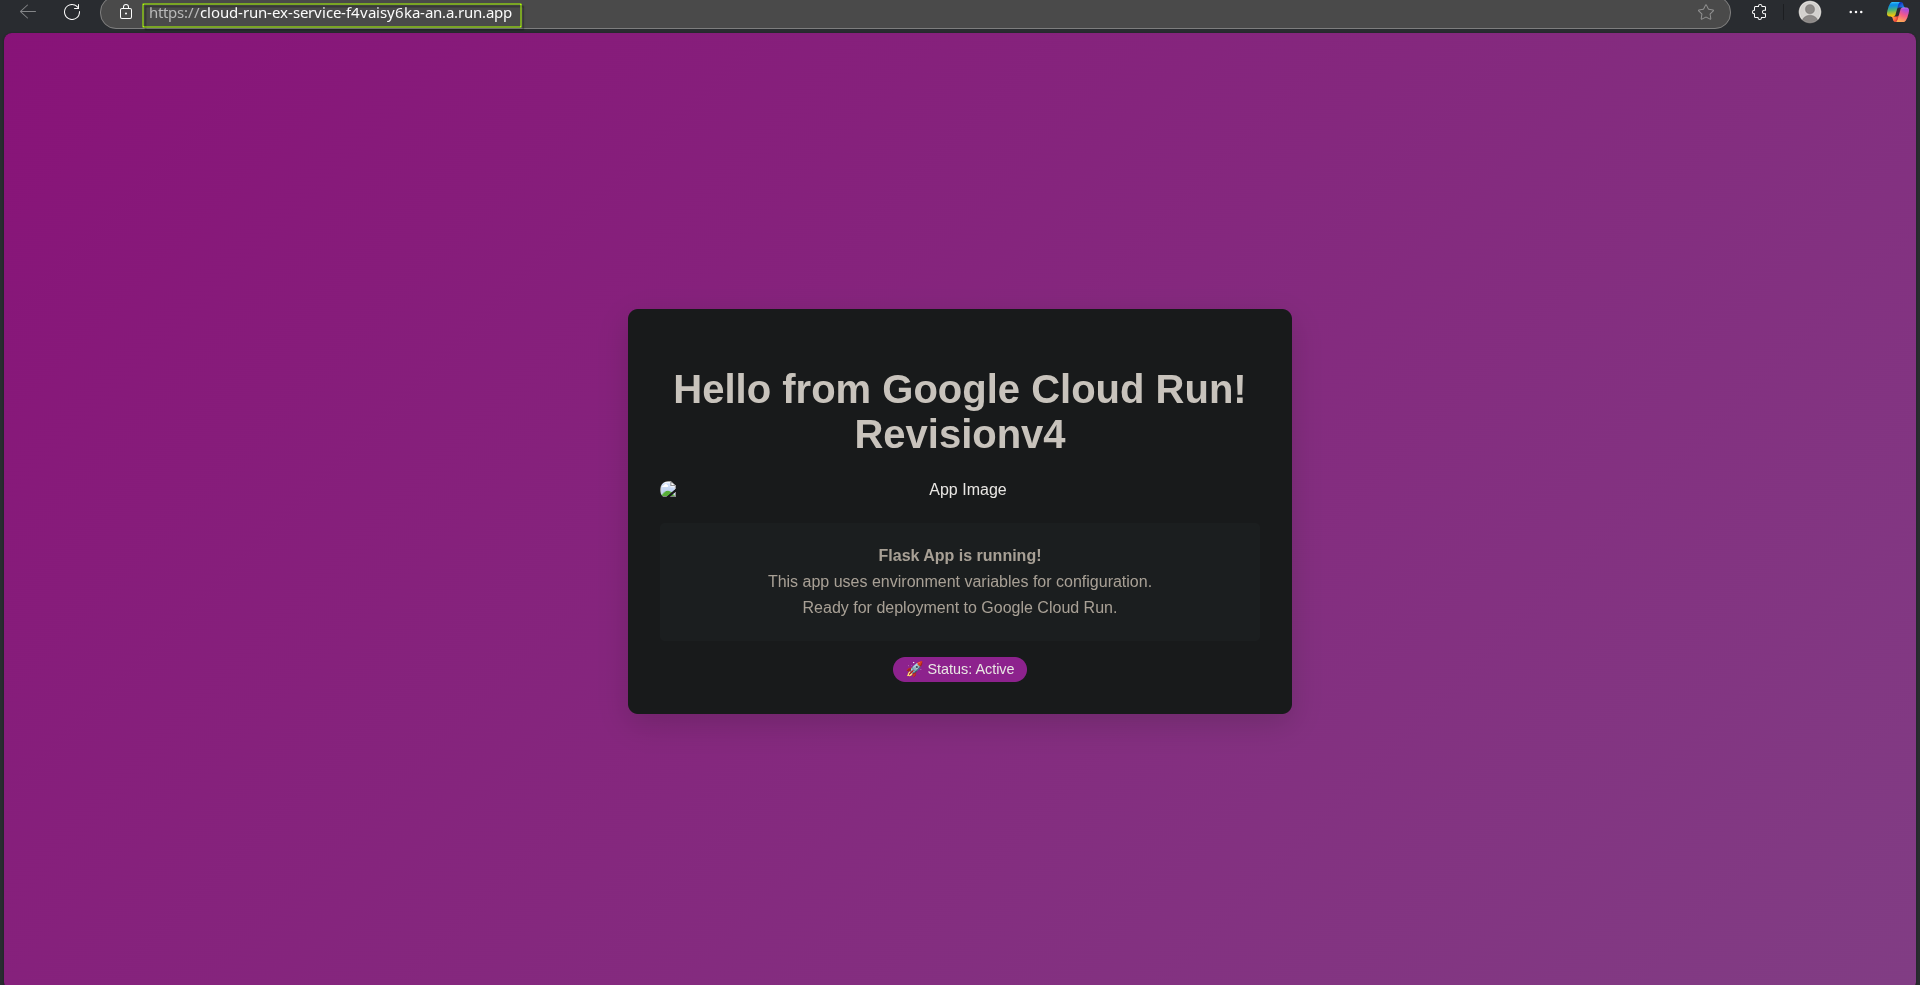 https://cloud-run-ex-service-f4vaisy6ka-an.a.run.app
Hello from Google Cloud Run!
Revisionv4
App Image
Flask App is running!
This app uses environment variables for configuration.
Ready for deployment to Google Cloud Run.
🚀 Status: Active